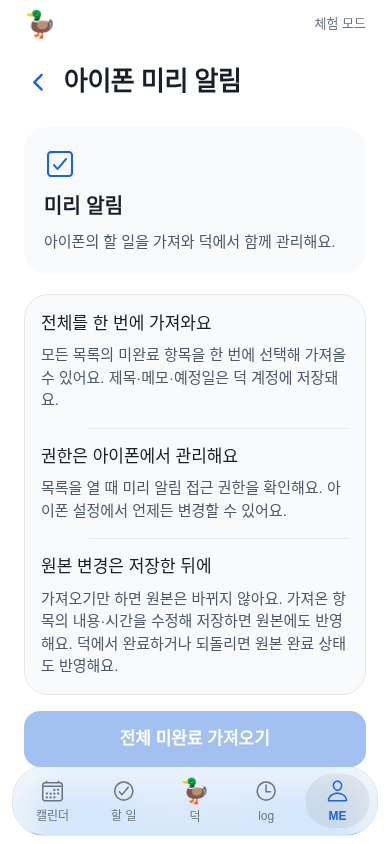 체험 모드
아이폰 미리 알림
미리 알림
아이폰의 할 일을 가져와 덕에서 함께 관리해요.
전체를 한 번에 가져와요
모든 목록의 미완료 항목을 한 번에 선택해 가져올
수 있어요. 제목·메모·예정일은 덕 계정에 저장돼
요.
권한은 아이폰에서 관리해요
목록을 열 때 미리 알림 접근 권한을 확인해요. 아
이폰 설정에서 언제든 변경할 수 있어요.
원본 변경은 저장한 뒤에
가져오기만 하면 원본은 바뀌지 않아요. 가져온 항
목의 내용·시간을 수정해 저장하면 원본에도 반영
해요. 덕에서 완료하거나 되돌리면 원본 완료 상태
도 반영해요.
전체 미완료 가져오기
캘린더
할 일
덕
log
ME